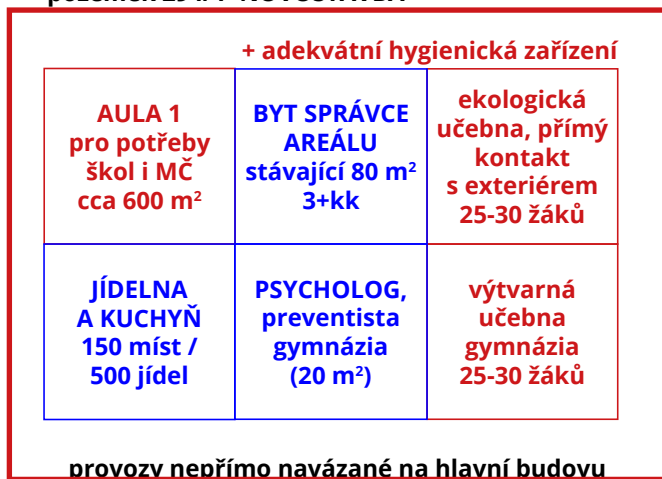 + adekvátní hygienická zařízení
AULA 1
pro potřeby
škol i MČ
cca 600 m²
BYT SPRÁVCE
AREÁLU
stávající 80 m²
3+kk
ekologická
učebna, přímý
kontakt
s exteriérem
25-30 žáků
JÍDELNA
A KUCHYŇ
150 míst /
500 jídel
PSYCHOLOG,
preventista
gymnázia
(20 m²)
výtvarná
učebna
gymnázia
25-30 žáků
provozy nepřímo navázané na hlavní budovu